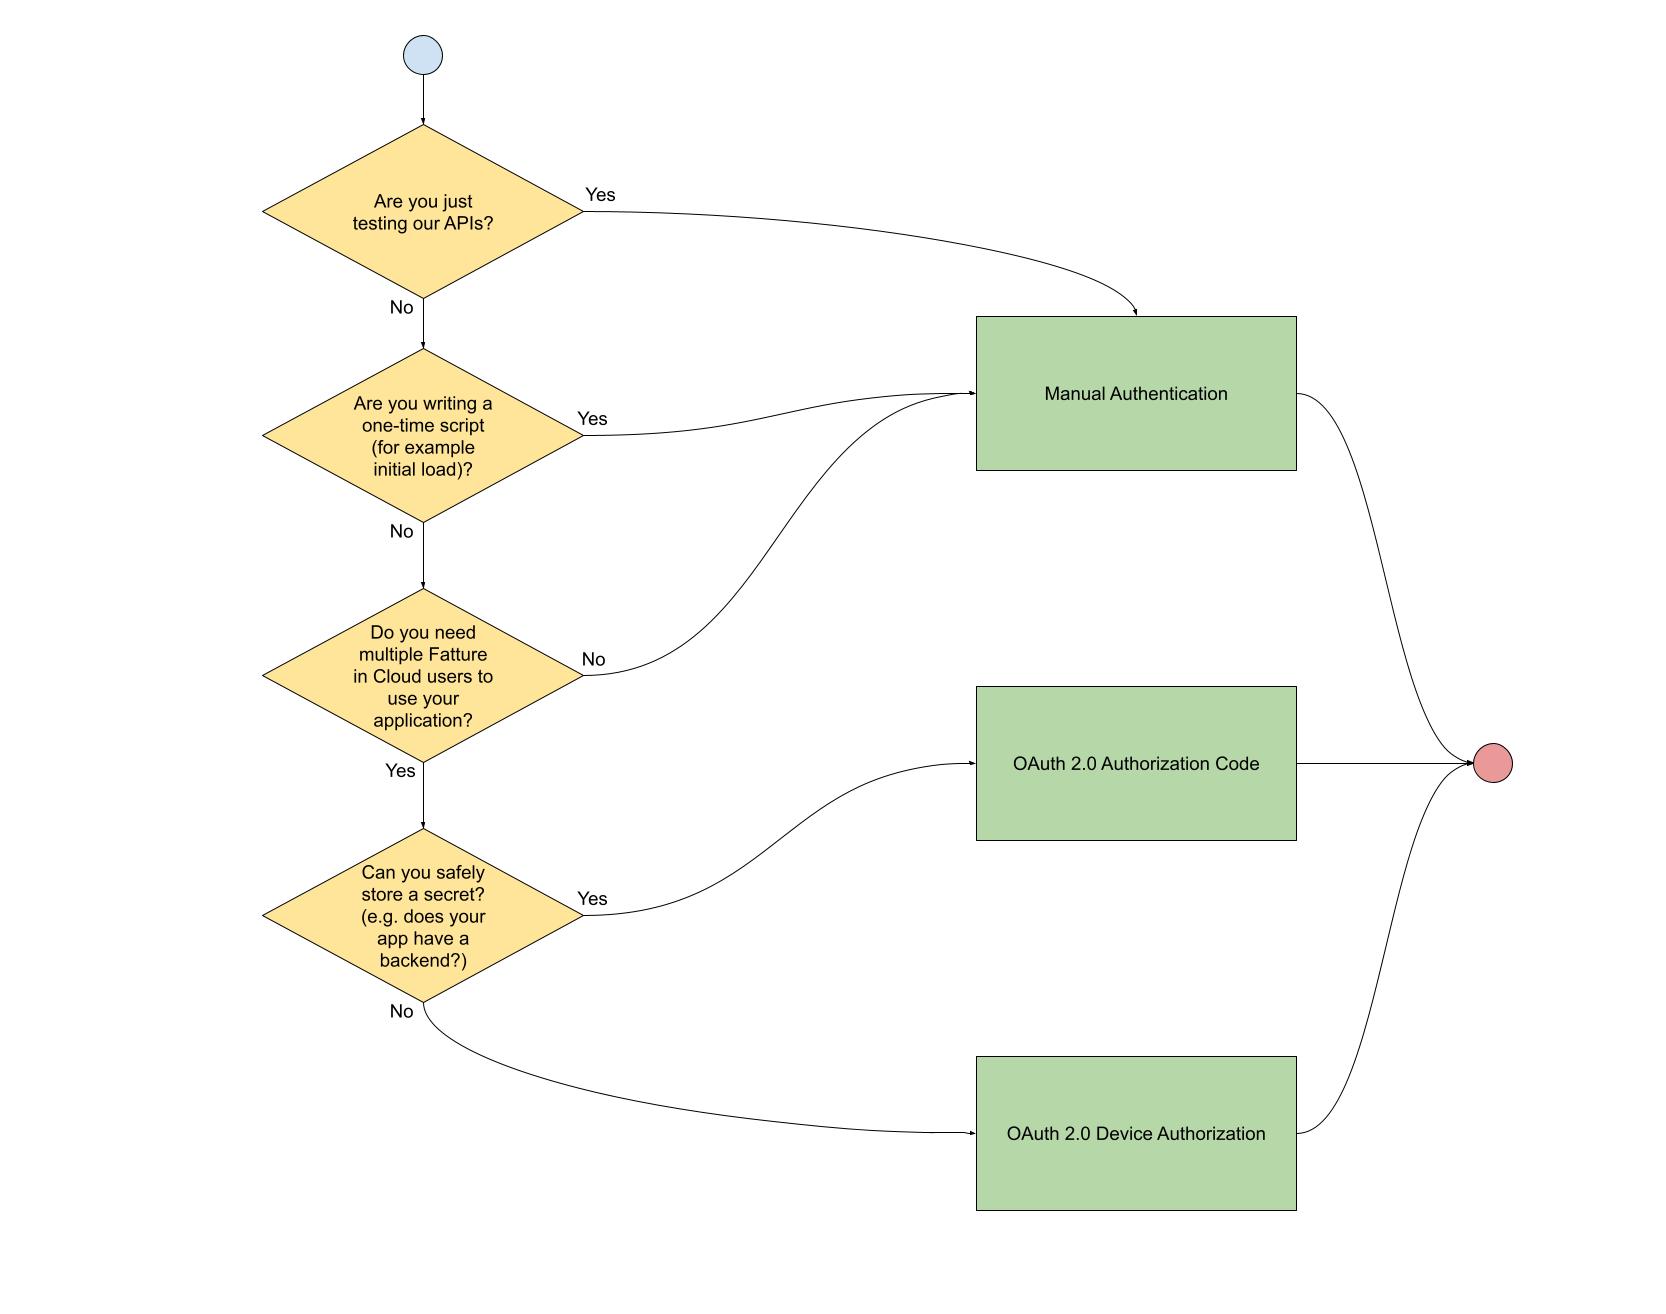 Are you just
testing our APIs?
Yes
No
Manual Authentication
Are you writing a
one-time script
(for example
initial load)?
Yes
No
Do you need
multiple Fatture
in Cloud users to
use your
application?
No
Yes
OAuth 2.0 Authorization Code
Can you safely
store a secret?
(e.g. does your
app have a
backend?)
Yes
No
OAuth 2.0 Device Authorization